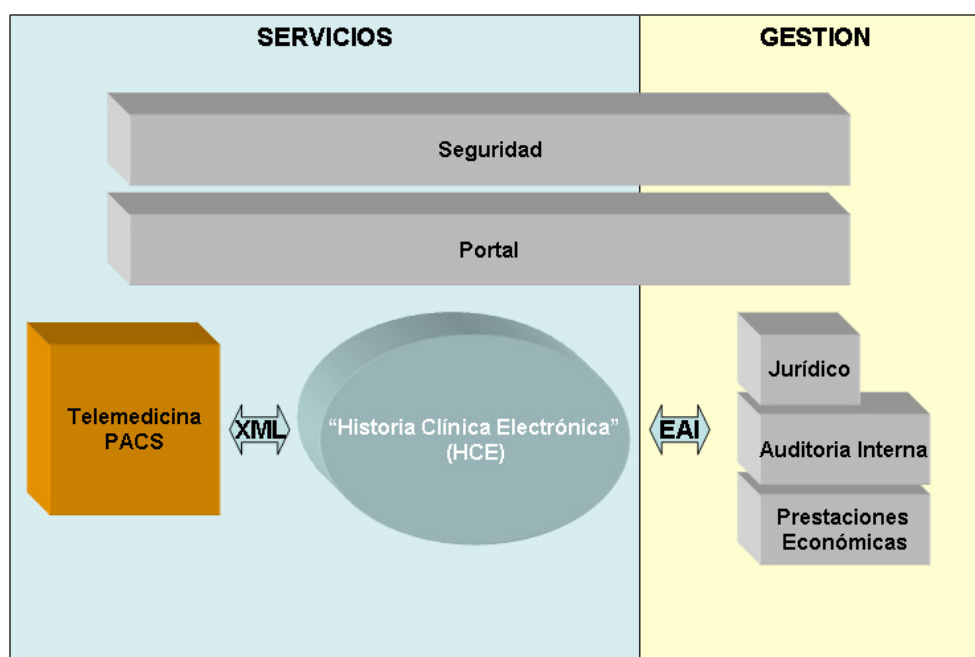 SERVICIOS
GESTION
Seguridad
Portal
Telemedicina
PACS
XML
“Historia Clínica Electrónica”
(HCE)
EAI
Jurídico
Auditoria Interna
Prestaciones
Económicas